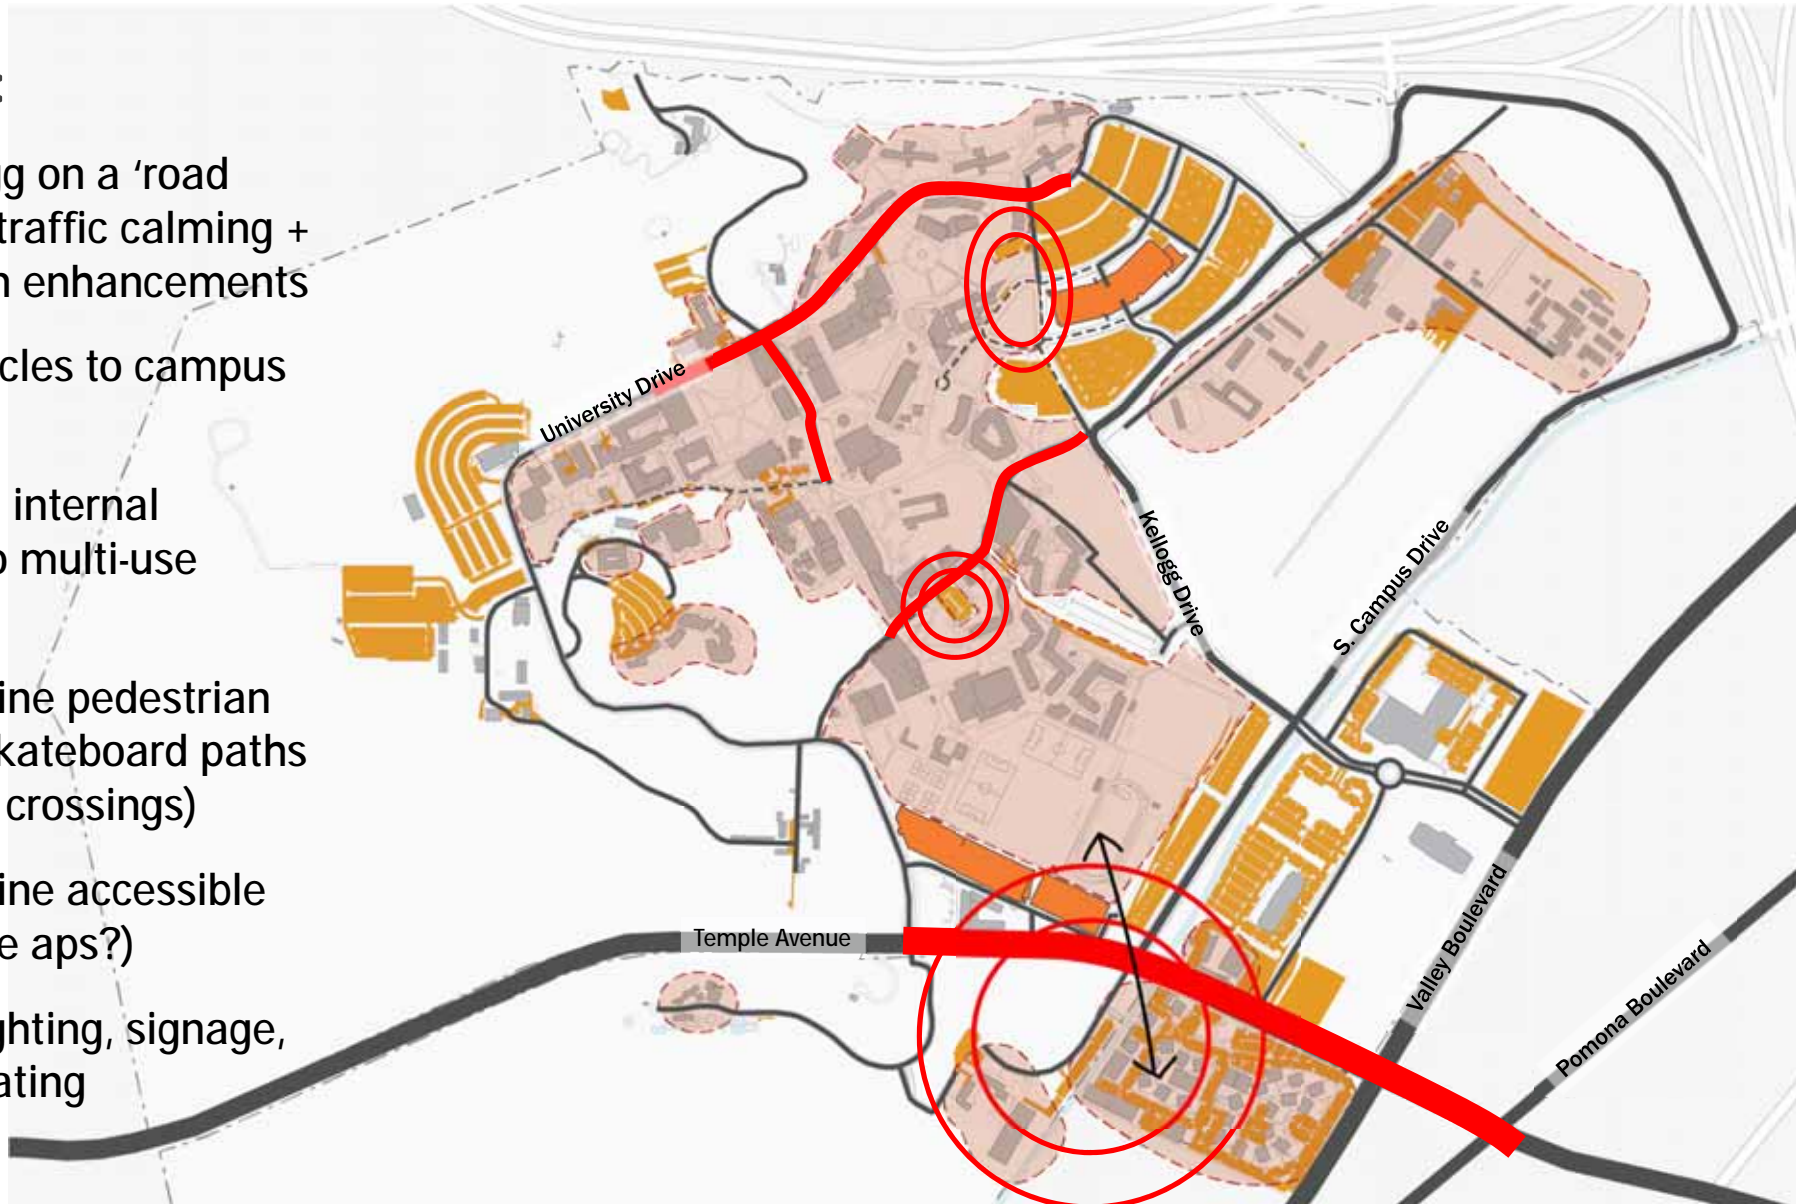 :
g on a ‘road
traffic calming +
n enhancements
cles to campus
internal
o multi-use
ine pedestrian
kateboard paths
crossings)
ine accessible
e aps?)
ghting, signage,
ating
University Drive
Kellogg Drive
S. Campus Drive
Temple Avenue
Valley Boulevard
Pomona Boulevard